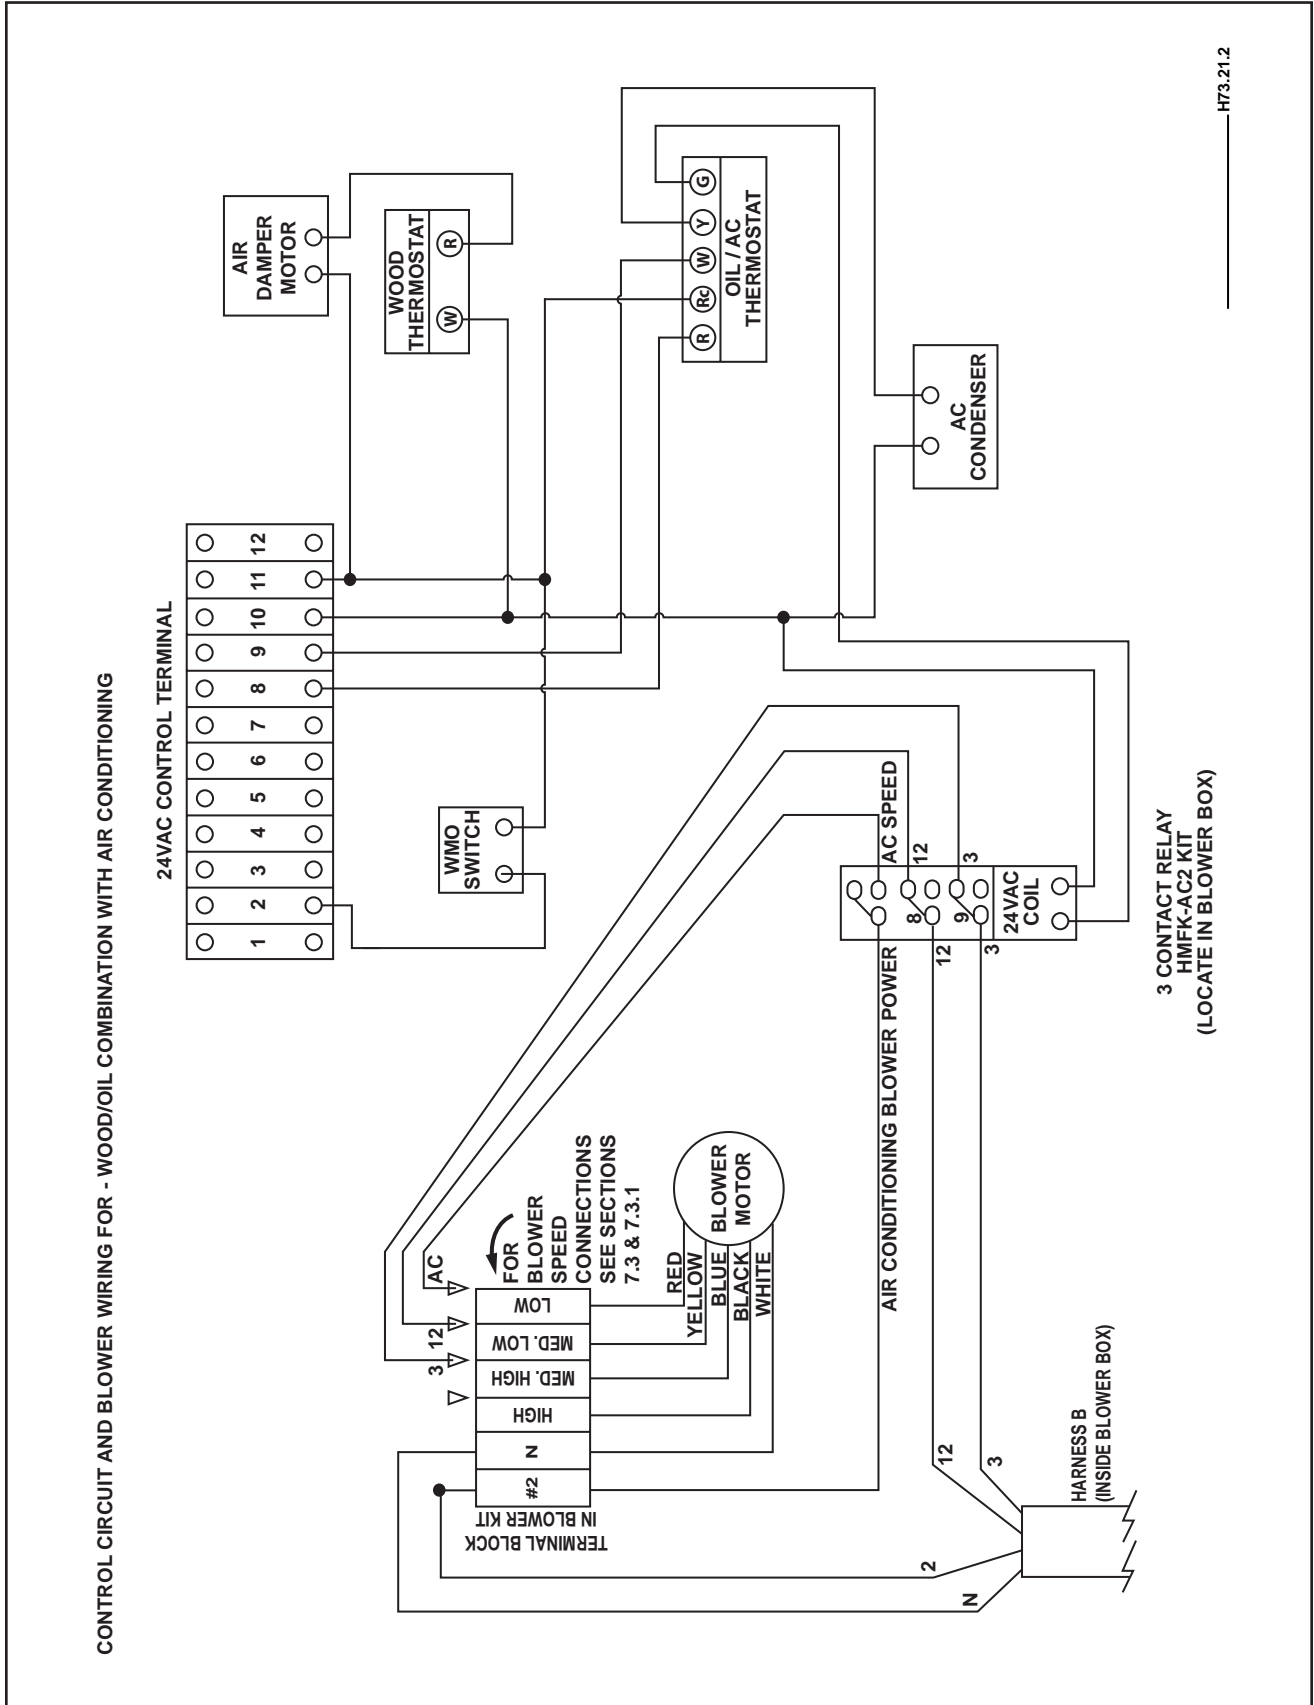 CONTROL CIRCUIT AND BLOWER WIRING FOR - WOOD/OIL COMBINATION WITH AIR CONDITIONING
24VAC CONTROL TERMINAL
1 2 3 4 5 6 7 8 9 10 11 12
AIR
DAMPER
MOTOR
WOOD
THERMOSTAT
W R
WMO
SWITCH
R Rc W Y G
OIL / AC
THERMOSTAT
AC
CONDENSER
FOR
BLOWER
SPEED
CONNECTIONS
SEE SECTIONS
7.3 & 7.3.1
3 12 AC
#2 N HIGH MED. HIGH MED. LOW LOW
TERMINAL BLOCK
IN BLOWER KIT
RED
YELLOW
BLUE
BLACK
WHITE
BLOWER
MOTOR
AIR CONDITIONING BLOWER POWER
AC SPEED
12
12
8
3
3
9
24VAC
COIL
3 CONTACT RELAY
HMFK-AC2 KIT
(LOCATE IN BLOWER BOX)
N
2
12
3
HARNESS B
(INSIDE BLOWER BOX)
H73.21.2